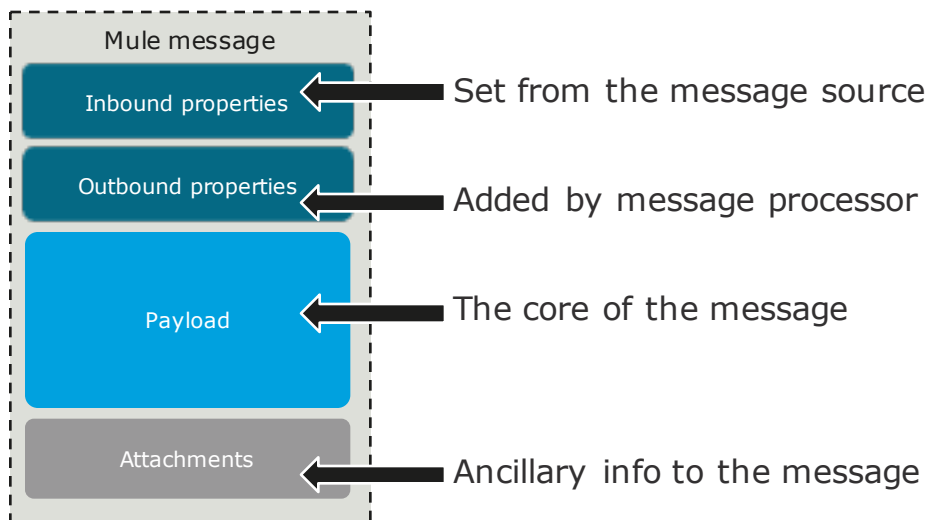 Mule message
Inbound properties
Set from the message source
Outbound properties
Added by message processor
Payload
The core of the message
Attachments
Ancillary info to the message